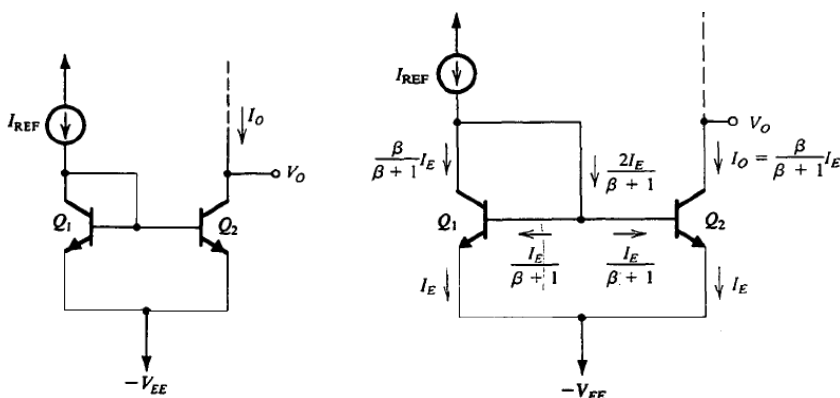 I_REF
I_O
V_O
Q_1
Q_2
-V_EE
I_REF
V_O
β/(β + 1) I_E
2I_E/(β + 1)
I_O = β/(β + 1) I_E
Q_1
Q_2
I_E/(β + 1)
I_E/(β + 1)
I_E
I_E
-V_EE